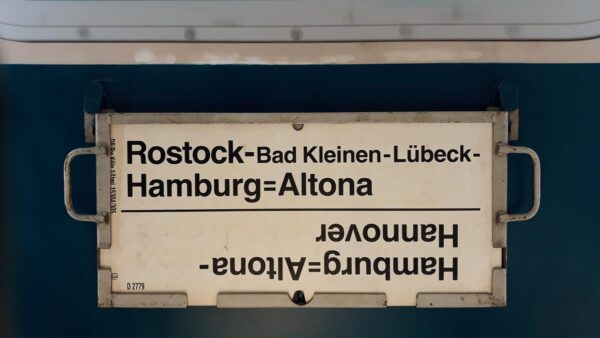 Rostock-Bad Kleinen-Lübeck-
Hamburg=Altona
Hamburg=Altona-
Hannover
D 2779